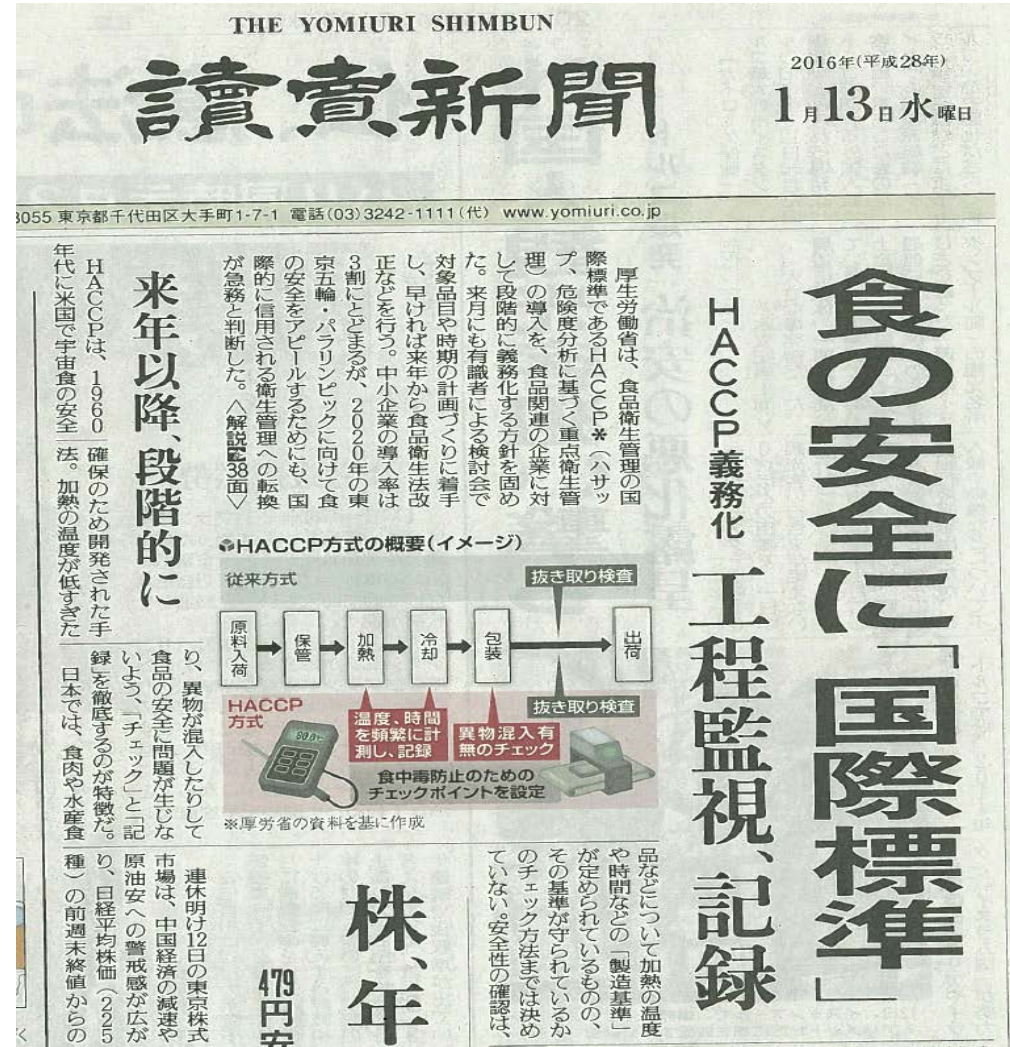 THE YOMIURI SHIMBUN
讀賣新聞
2016年(平成28年)
1月13日水曜日
3055 東京都千代田区大手町1-7-1 電話(03)3242-1111(代) www.yomiuri.co.jp
食の安全に「国際標準」
HACCP義務化
工程監視、記録
厚生労働省は、食品衛生管理の国
際標準であるHACCP＊(ハサッ
プ、危険度分析に基づく重点衛生管
理)の導入を、食品関連の企業に対
して段階的に義務化する方針を固め
た。来月にも有識者による検討会で
対象品目や時期の計画づくりに着手
し、早ければ来年から食品衛生法改
正などを行う。中小企業の導入率は
3割にとどまるが、2020年の東
京五輪・パラリンピックに向けて食
の安全をアピールするためにも、国
際的に信用される衛生管理への転換
が急務と判断した。〈解説38面〉
来年以降、段階的に
HACCPは、1960
年代に米国で宇宙食の安全
確保のため開発された手
法。加熱の温度が低すぎた
り、異物が混入したりして
食品の安全に問題が生じな
いよう、「チェック」と「記
録」を徹底するのが特徴だ。
日本では、食肉や水産食
品などについて加熱の温度
や時間などの「製造基準」
が定められているものの、
その基準が守られているか
のチェック方法までは決め
ていない。安全性の確認は、
HACCP方式の概要(イメージ)
従来方式
抜き取り検査
原料入荷
保管
加熱
冷却
包装
出荷
HACCP
方式
抜き取り検査
温度、時間
を頻繁に計
測し、記録
異物混入有
無のチェック
食中毒防止のための
チェックポイントを設定
※厚労省の資料を基に作成
株、年
479円安
連休明け12日の東京株式
市場は、中国経済の減速や
原油安への警戒感が広が
り、日経平均株価(225
種)の前週末終値からの